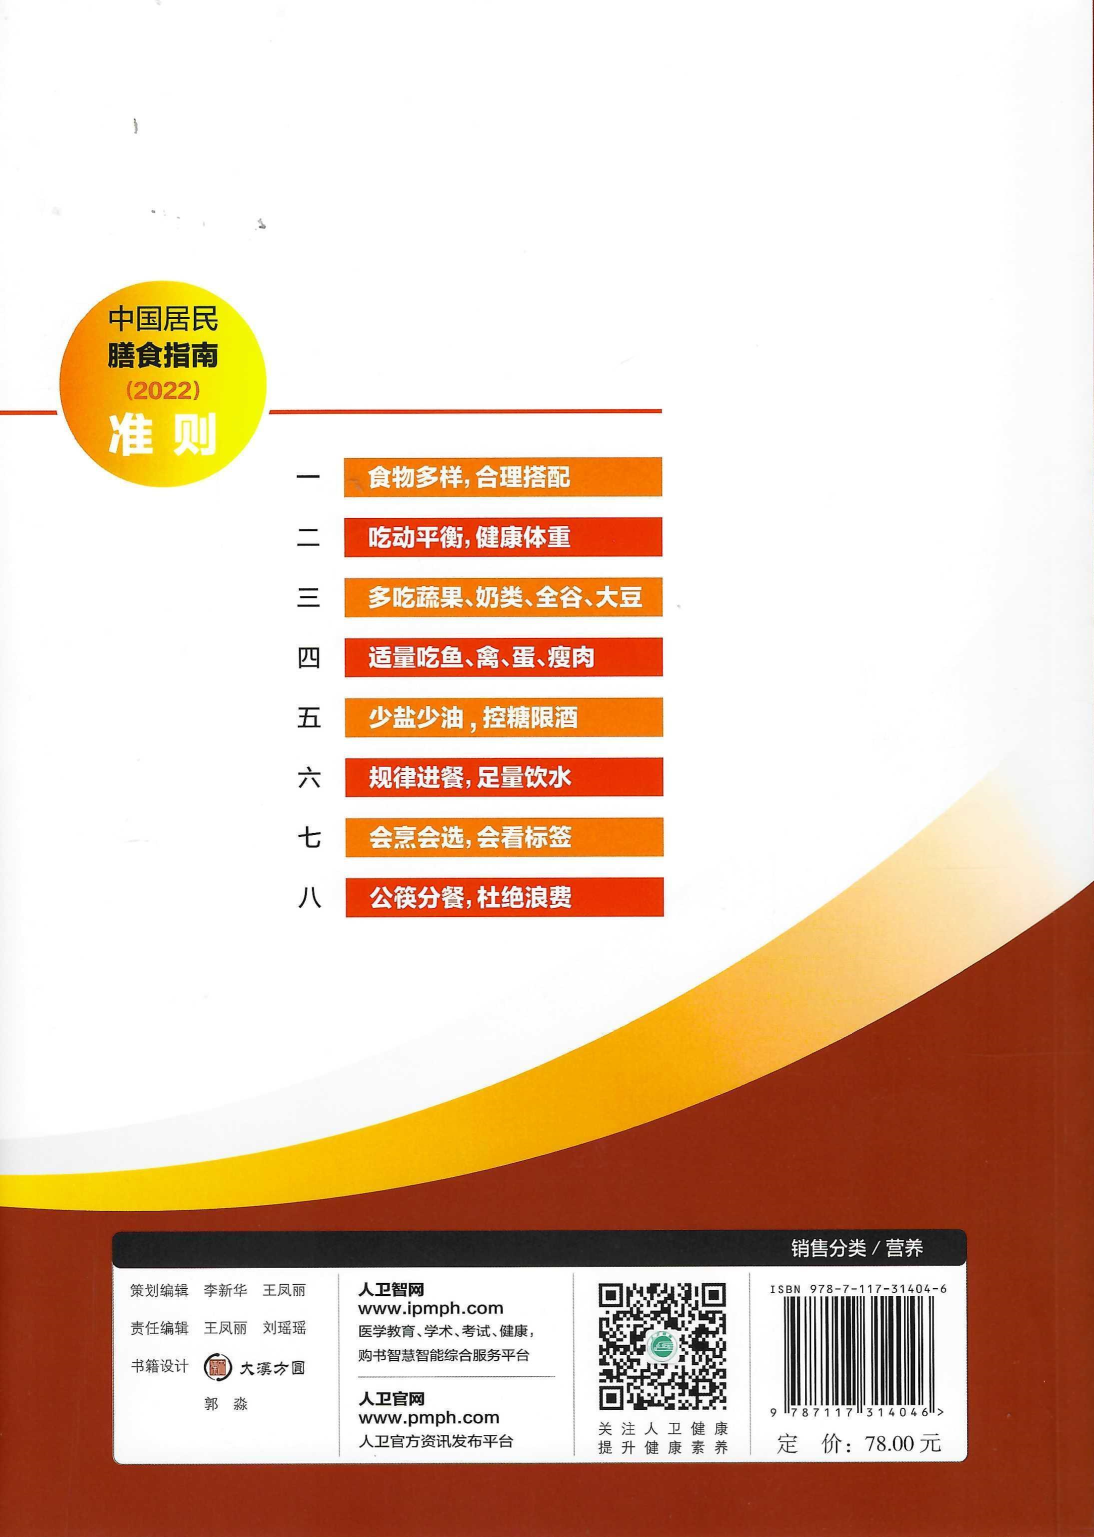 中国居民
膳食指南
(2022)
准 则
一 食物多样,合理搭配
二 吃动平衡,健康体重
三 多吃蔬果、奶类、全谷、大豆
四 适量吃鱼、禽、蛋、瘦肉
五 少盐少油,控糖限酒
六 规律进餐,足量饮水
七 会烹会选,会看标签
八 公筷分餐,杜绝浪费
销售分类 / 营养
策划编辑 李新华 王凤丽
责任编辑 王凤丽 刘瑶瑶
书籍设计 大漢方圓
郭 淼
人卫智网
www.ipmph.com
医学教育、学术、考试、健康,
购书智慧智能综合服务平台
人卫官网
www.pmph.com
人卫官方资讯发布平台
关注人卫健康
提升健康素养
ISBN 978-7-117-31404-6
9 787117 314046 >
定 价: 78.00 元